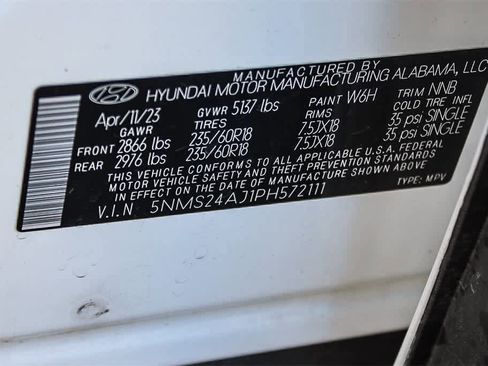 MANUFACTURED BY
HYUNDAI MOTOR MANUFACTURING ALABAMA, LLC
Apr/11/23 GVWR 5137 lbs PAINT W6H TRIM NNB
GAWR TIRES RIMS COLD TIRE INFL
FRONT 2866 lbs 235/60R18 7.5JX18 35 psi SINGLE
REAR 2976 lbs 235/60R18 7.5JX18 35 psi SINGLE
THIS VEHICLE CONFORMS TO ALL APPLICABLE U.S.A. FEDERAL
MOTOR VEHICLE SAFETY AND THEFT PREVENTION STANDARDS
IN EFFECT ON THE DATE OF MANUFACTURE SHOWN ABOVE.
V.I.N 5NMS24AJ1PH572111 TYPE: MPV